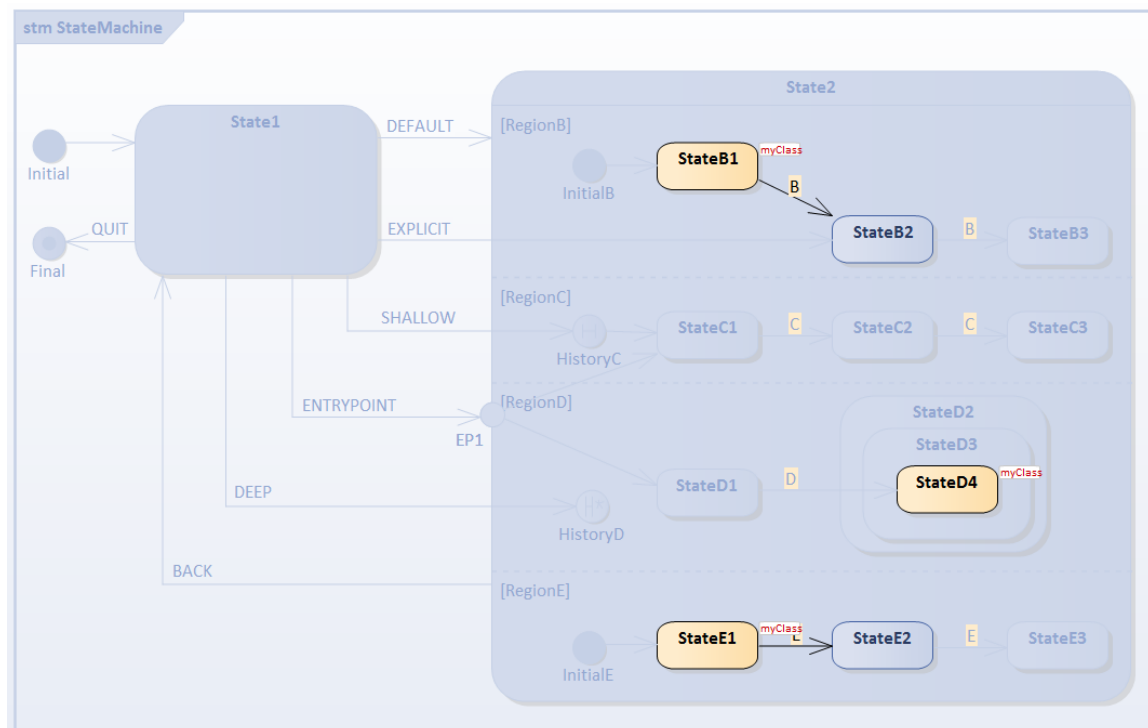 stm StateMachine
State2
State1
[RegionB]
DEFAULT
StateB1
myClass
Initial
InitialB
B
QUIT
EXPLICIT
StateB2
B
StateB3
Final
[RegionC]
SHALLOW
StateC1
C
StateC2
C
StateC3
HistoryC
ENTRYPOINT
[RegionD]
StateD2
EP1
StateD3
StateD1
D
StateD4
myClass
DEEP
H*
HistoryD
BACK
[RegionE]
StateE1
myClass
E
StateE2
E
StateE3
InitialE